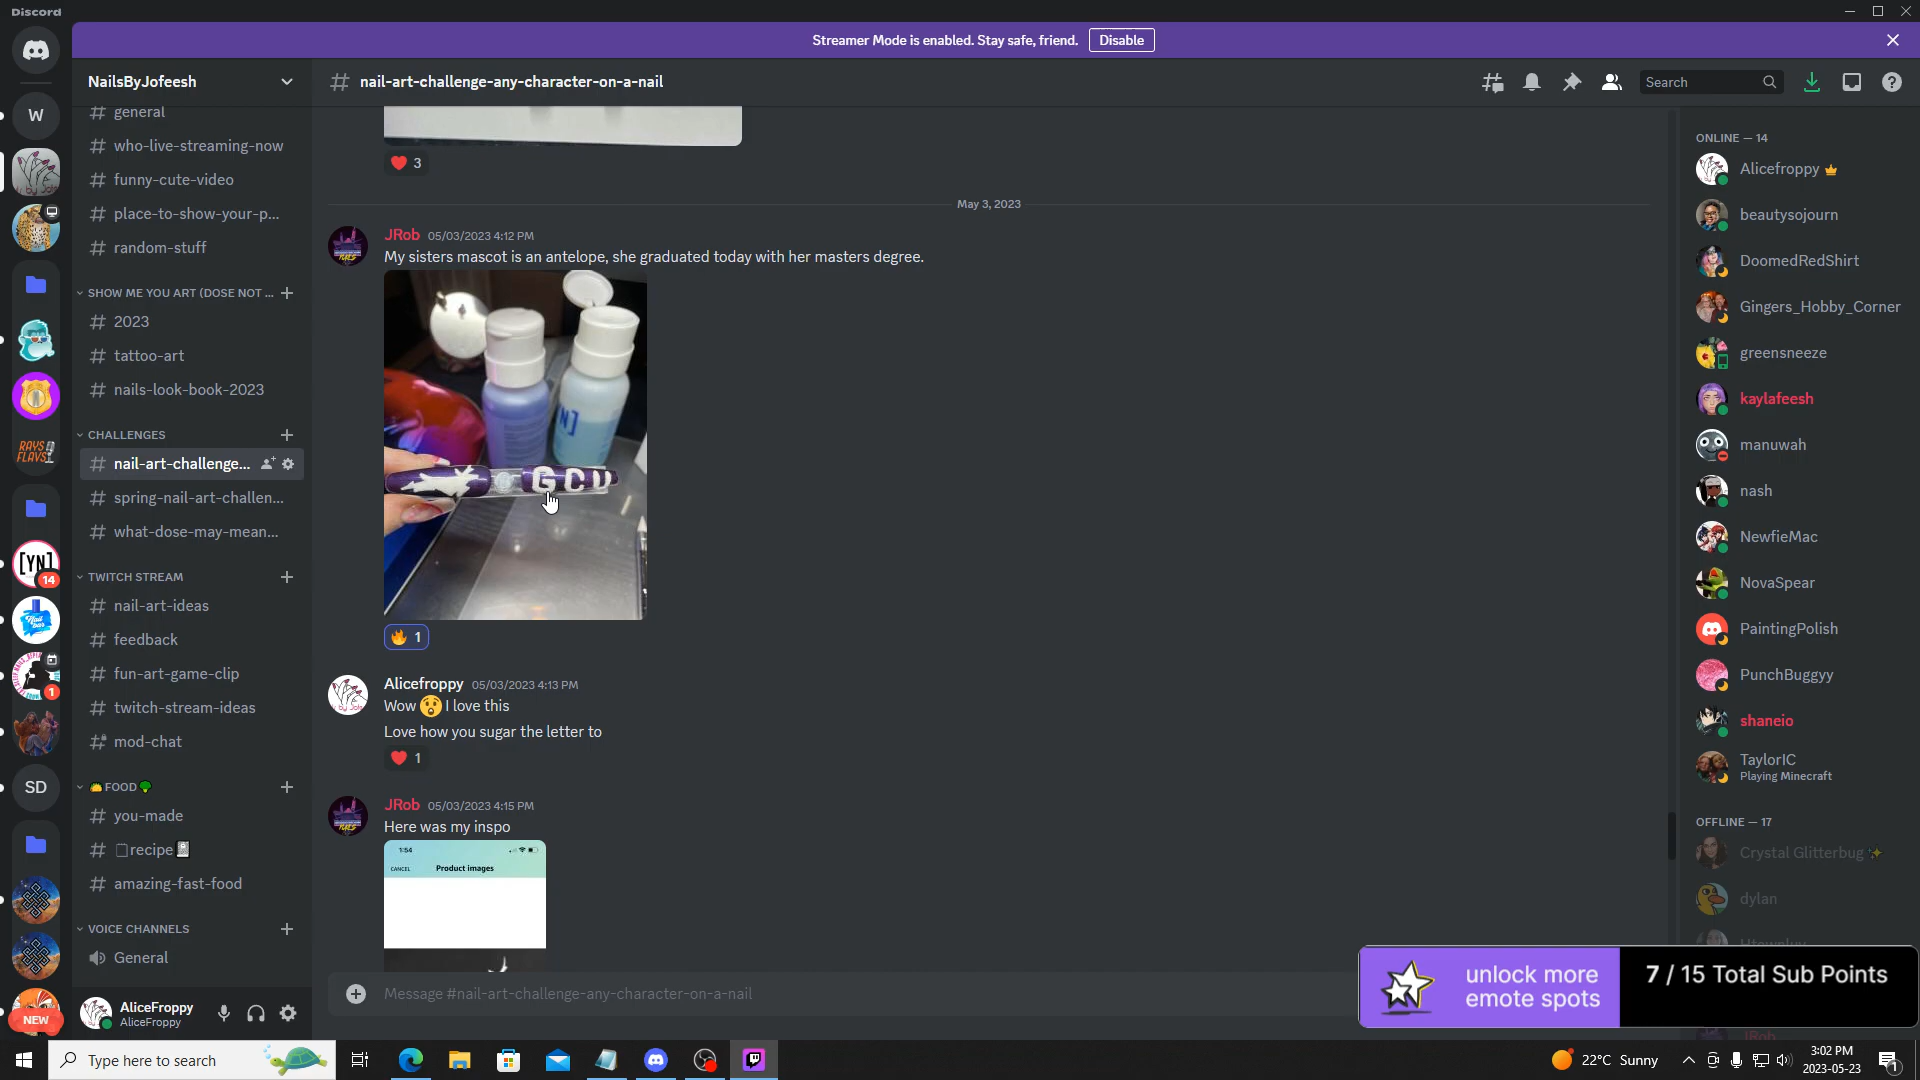 Discord
Streamer Mode is enabled. Stay safe, friend. Disable
NailsByJofeesh
nail-art-challenge-any-character-on-a-nail
Search
general
who-live-streaming-now
funny-cute-video
place-to-show-your-p...
random-stuff
SHOW ME YOU ART (DOSE NOT ...
2023
tattoo-art
nails-look-book-2023
CHALLENGES
nail-art-challenge...
spring-nail-art-challen...
what-dose-may-mean...
TWITCH STREAM
nail-art-ideas
feedback
fun-art-game-clip
twitch-stream-ideas
mod-chat
🌮FOOD🥦
you-made
recipe
amazing-fast-food
VOICE CHANNELS
General
AliceFroppy
AliceFroppy
W
RAYS
FLAVS
[YN]
14
1
SD
NEW
3
May 3, 2023
JRob 05/03/2023 4:12 PM
My sisters mascot is an antelope, she graduated today with her masters degree.
[YN]
GCU
1
Alicefroppy 05/03/2023 4:13 PM
Wow 😲 I love this
Love how you sugar the letter to
1
JRob 05/03/2023 4:15 PM
Here was my inspo
1:54
CANCEL Product images
Message #nail-art-challenge-any-character-on-a-nail
ONLINE — 14
Alicefroppy
beautysojourn
DoomedRedShirt
Gingers_Hobby_Corner
greensneeze
kaylafeesh
manuwah
nash
NewfieMac
NovaSpear
PaintingPolish
PunchBuggyy
shaneio
TaylorIC
Playing Minecraft
OFFLINE — 17
Crystal Glitterbug ✨
dylan
JRob
unlock more
emote spots
7 / 15 Total Sub Points
Type here to search
22°C Sunny
3:02 PM
2023-05-23
1